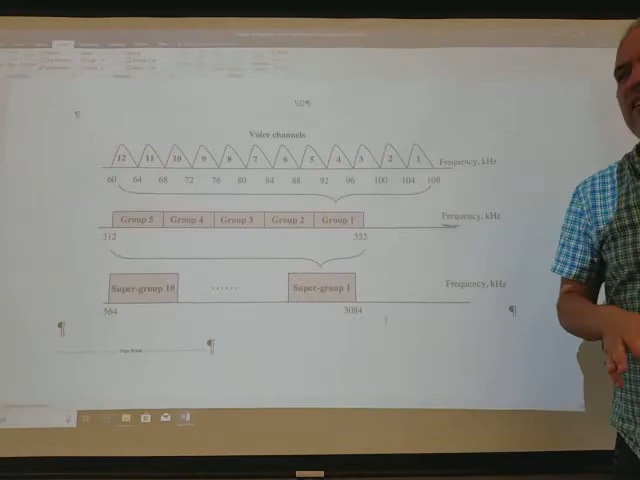 50¶
¶
Voice channels
12 11 10 9 8 7 6 5 4 3 2 1 Frequency, kHz
60 64 68 72 76 80 84 88 92 96 100 104 108
Group 5 Group 4 Group 3 Group 2 Group 1 Frequency, kHz
312 552
Super-group 10 ...... Super-group 1 Frequency, kHz
564 3084 ¶
¶
Page Break ¶